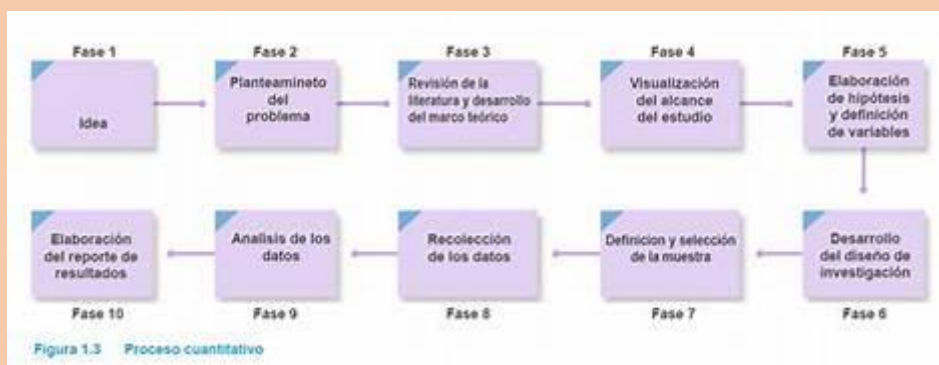 Fase 1
Idea
Fase 2
Planteamineto
del
problema
Fase 3
Revisión de la
literatura y desarrollo
del marco teórico
Fase 4
Visualización
del alcance
del estudio
Fase 5
Elaboración
de hipótesis
y definición
de variables
Desarrollo
del diseño de
investigación
Fase 6
Definicion y selección
de la muestra
Fase 7
Recolección
de los datos
Fase 8
Analisis de los
datos
Fase 9
Elaboración
del reporte de
resultados
Fase 10
Figura 1.3 Proceso cuantitativo